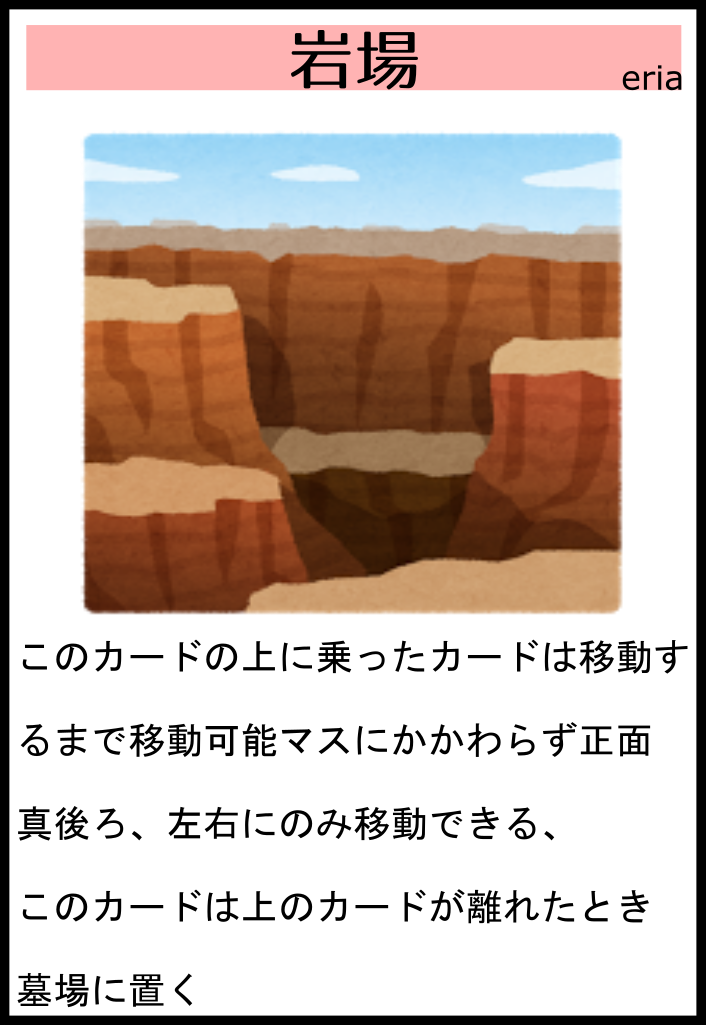 岩場
eria
このカードの上に乗ったカードは移動す
るまで移動可能マスにかかわらず正面
真後ろ、左右にのみ移動できる、
このカードは上のカードが離れたとき
墓場に置く